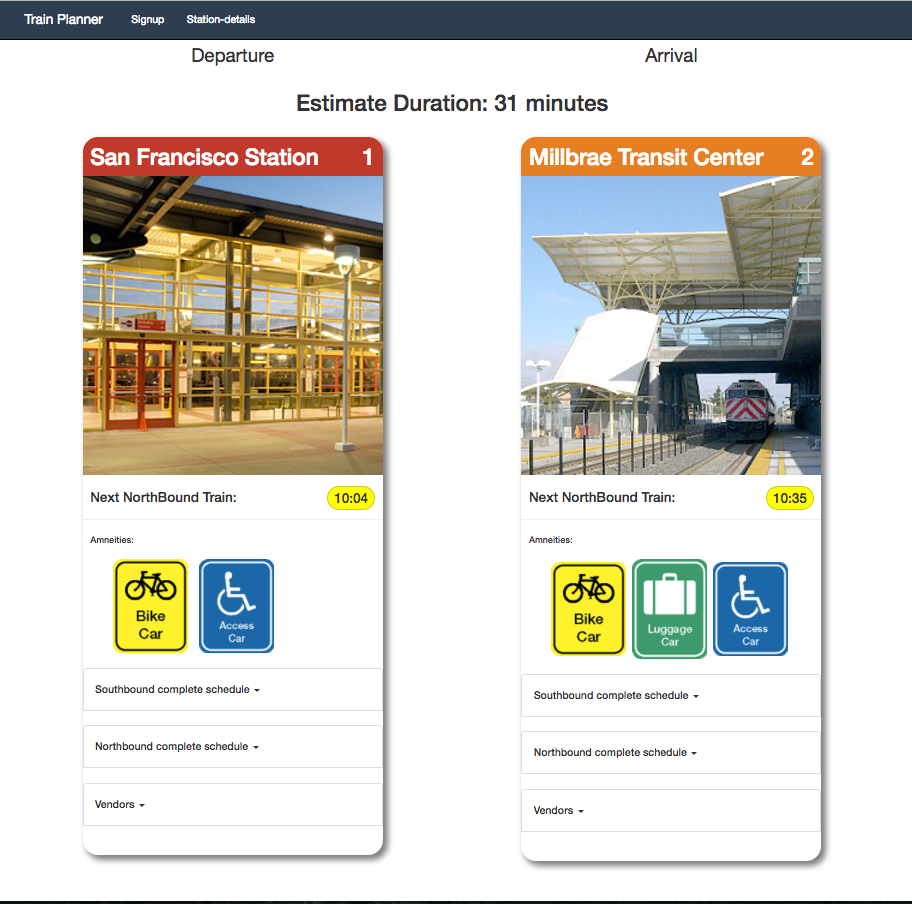 Train Planner Signup Station-details
Departure
Arrival
Estimate Duration: 31 minutes
San Francisco Station 1
Next NorthBound Train: 10:04
Amneities:
Bike
Car
Access
Car
Southbound complete schedule
Northbound complete schedule
Vendors
Millbrae Transit Center 2
Next NorthBound Train: 10:35
Amneities:
Bike
Car
Luggage
Car
Access
Car
Southbound complete schedule
Northbound complete schedule
Vendors